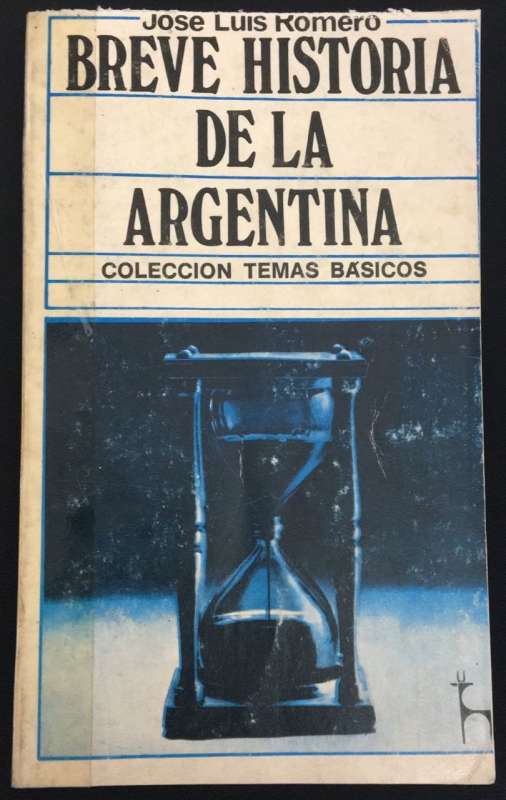 Jose Luis Romero
BREVE HISTORIA
DE LA
ARGENTINA
COLECCION TEMAS BÁSICOS